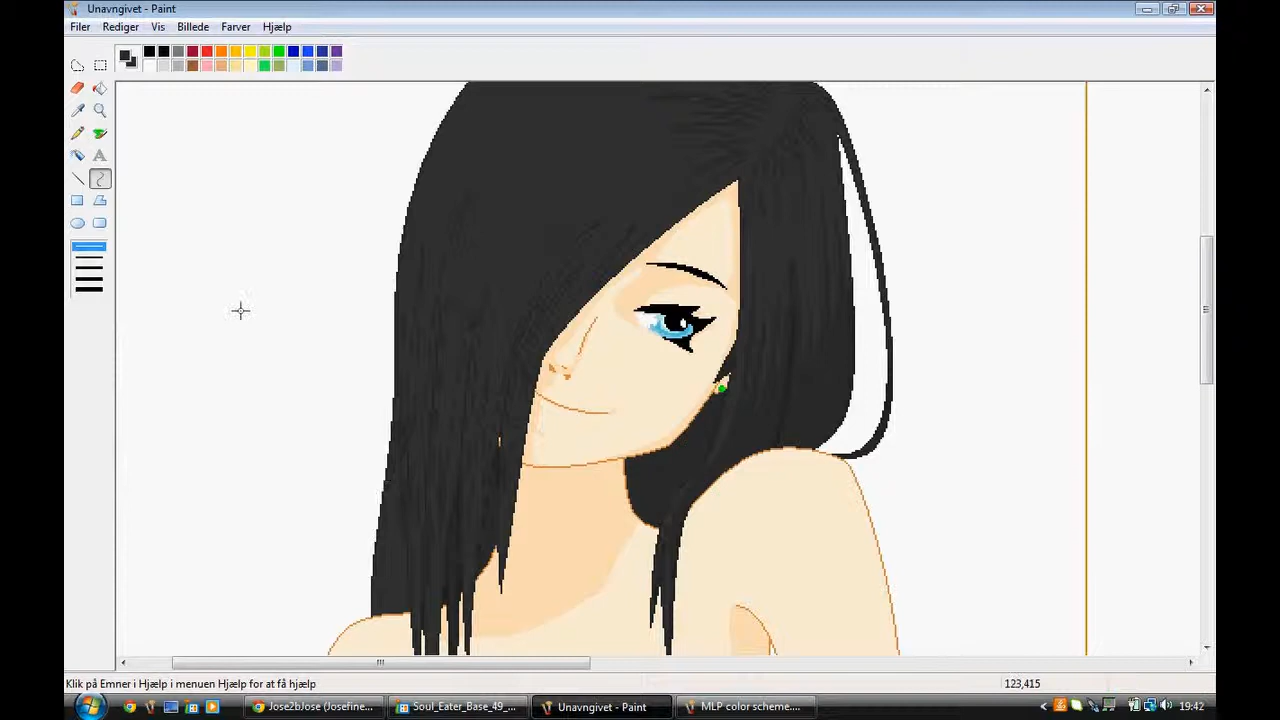 Unavngivet - Paint
Filer Rediger Vis Billede Farver Hjælp
Klik på Emner i Hjælp i menuen Hjælp for at få hjælp
123,415
Jose2bJose (Josefine...
Soul_Eater_Base_49_...
Unavngivet - Paint
MLP color scheme....
19:42